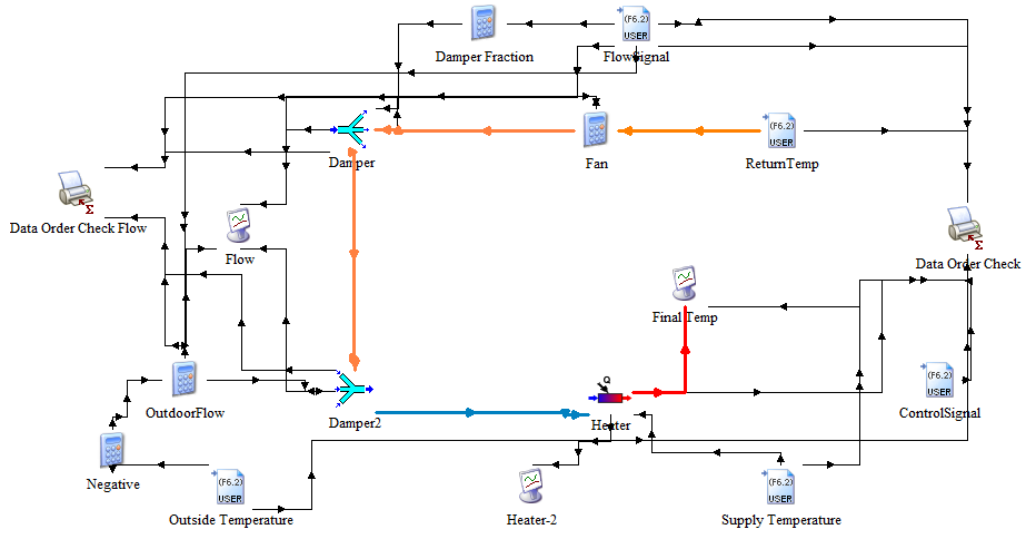 (F6.2)
USER
Damper Fraction
FlowSignal
(F6.2)
USER
Damper
Fan
ReturnTemp
Σ
Data Order Check Flow
Σ
Flow
Data Order Check
Final Temp
Q
(F6.2)
USER
OutdoorFlow
Damper2
Heater
ControlSignal
Negative
(F6.2)
USER
(F6.2)
USER
Outside Temperature
Heater-2
Supply Temperature